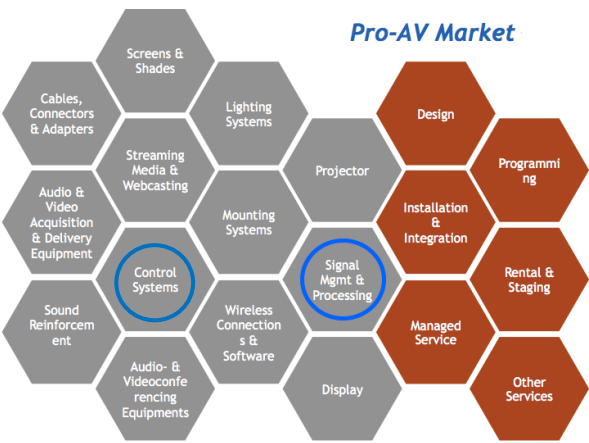 Pro-AV Market
Screens &
Shades
Cables,
Connectors
& Adapters
Lighting
Systems
Design
Streaming
Media &
Webcasting
Projector
Programmi
ng
Audio &
Video
Acquisition
& Delivery
Equipment
Mounting
Systems
Installation
&
Integration
Control
Systems
Signal
Mgmt &
Processing
Rental &
Staging
Sound
Reinforcem
ent
Wireless
Connection
s &
Software
Managed
Service
Audio- &
Videoconfe
rencing
Equipments
Display
Other
Services